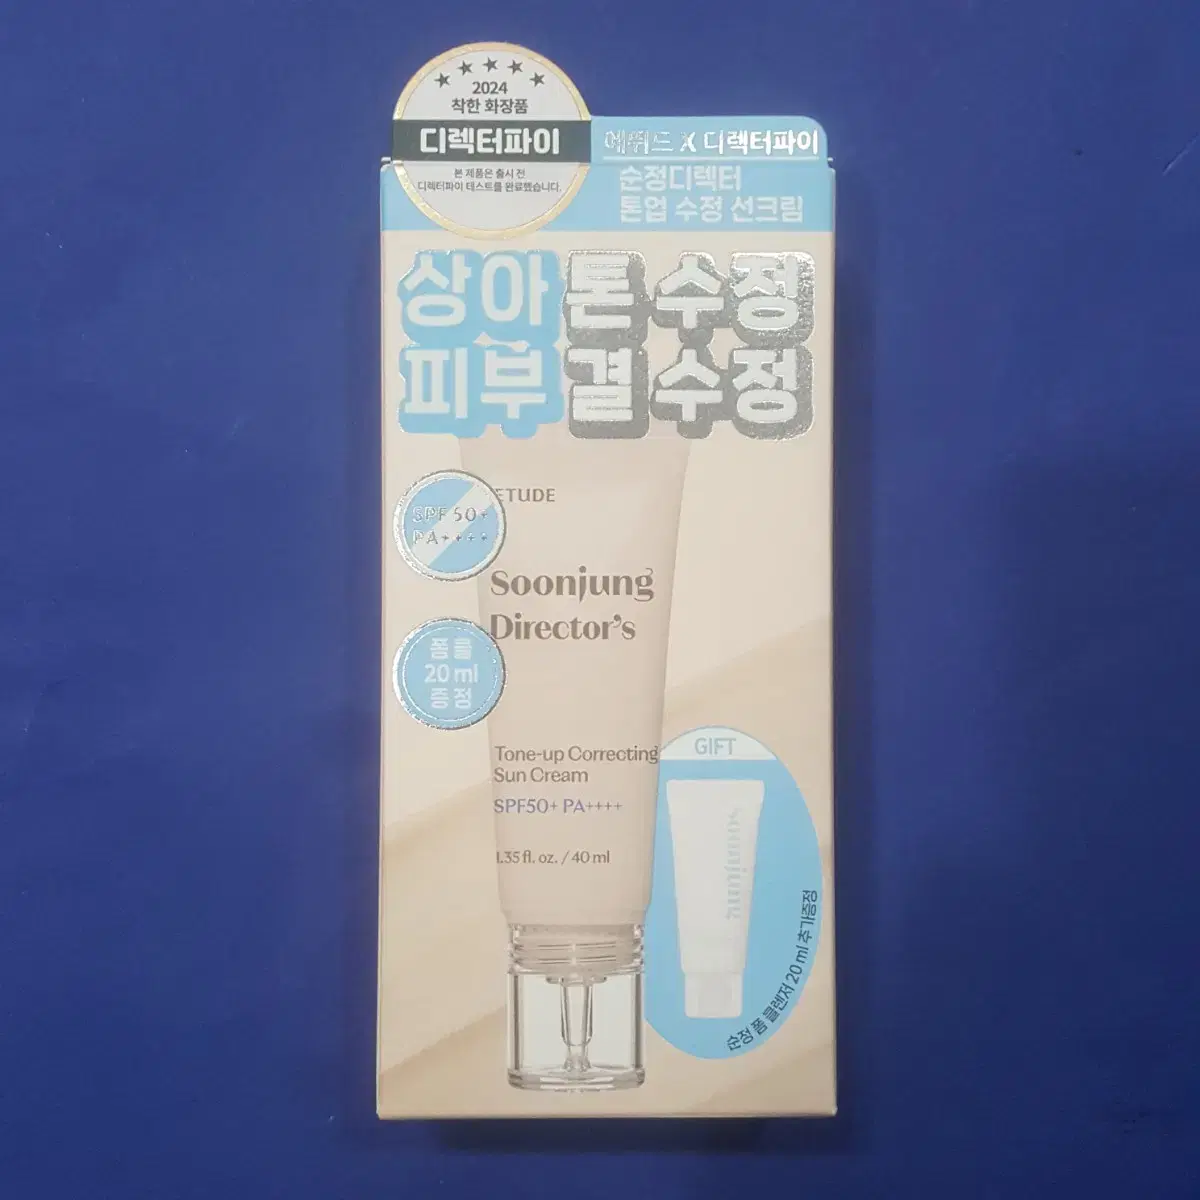 2024
착한 화장품
디렉터파이
본 제품은 출시 전
디렉터파이 테스트를 완료했습니다.
에뛰드 X 디렉터파이
순정디렉터
톤업 수정 선크림
상아 톤 수정
피부 결 수정
ETUDE
SPF 50+
PA++++
Soonjung
Director's
폼클
20 ml
증정
Tone-up Correcting
Sun Cream
SPF50+ PA++++
1.35 fl. oz. / 40 ml
GIFT
soonjung
순정 폼 클렌저 20 ml 추가증정